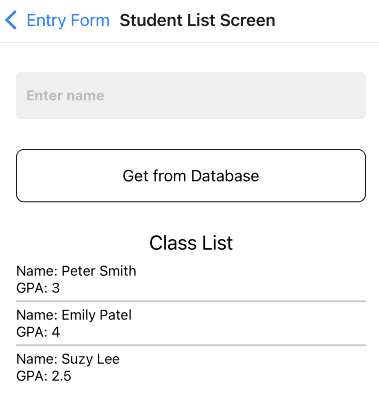 Entry Form Student List Screen
Enter name
Get from Database
Class List
Name: Peter Smith
GPA: 3
Name: Emily Patel
GPA: 4
Name: Suzy Lee
GPA: 2.5